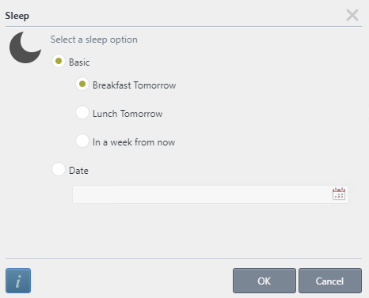 Sleep
Select a sleep option
Basic
Breakfast Tomorrow
Lunch Tomorrow
In a week from now
Date
i
OK Cancel